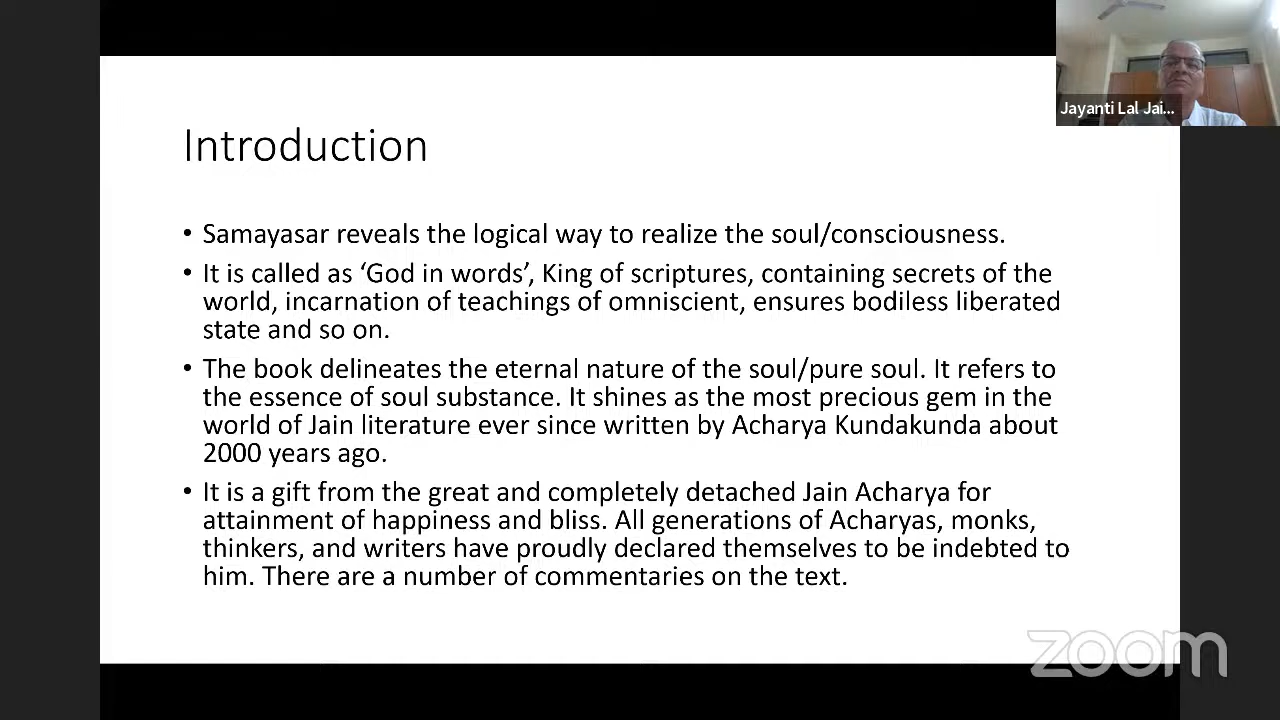 Jayanti Lal Jai...
Introduction
• Samayasar reveals the logical way to realize the soul/consciousness.
• It is called as ‘God in words’, King of scriptures, containing secrets of the
world, incarnation of teachings of omniscient, ensures bodiless liberated
state and so on.
• The book delineates the eternal nature of the soul/pure soul. It refers to
the essence of soul substance. It shines as the most precious gem in the
world of Jain literature ever since written by Acharya Kundakunda about
2000 years ago.
• It is a gift from the great and completely detached Jain Acharya for
attainment of happiness and bliss. All generations of Acharyas, monks,
thinkers, and writers have proudly declared themselves to be indebted to
him. There are a number of commentaries on the text.
zoom